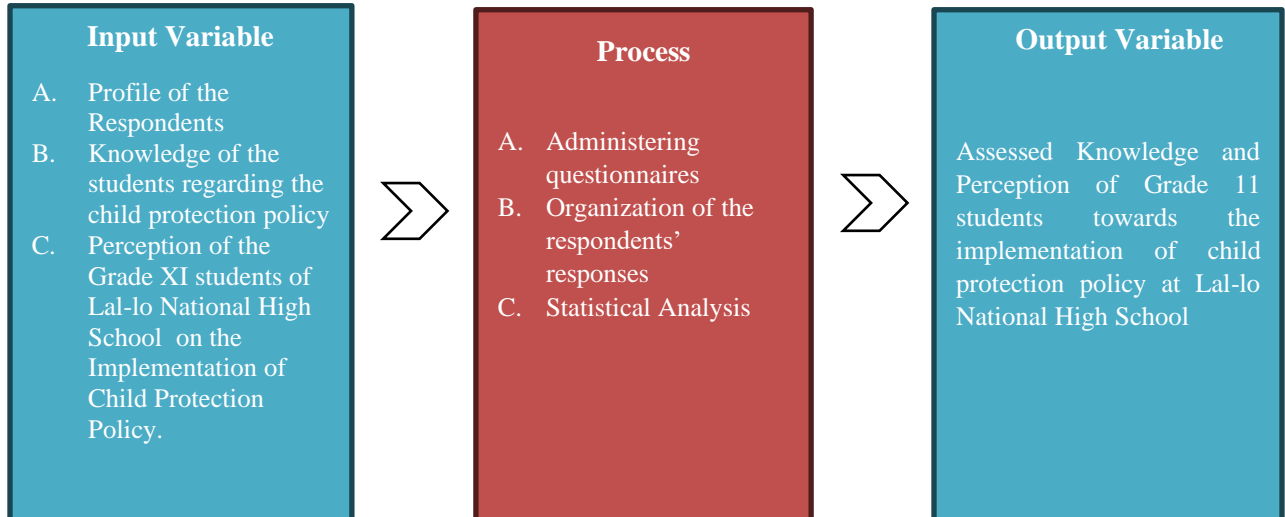 Input Variable
A. Profile of the
Respondents
B. Knowledge of the
students regarding the
child protection policy
C. Perception of the
Grade XI students of
Lal-lo National High
School on the
Implementation of
Child Protection
Policy.
Process
A. Administering
questionnaires
B. Organization of the
respondents’
responses
C. Statistical Analysis
Output Variable
Assessed Knowledge and
Perception of Grade 11
students towards the
implementation of child
protection policy at Lal-lo
National High School